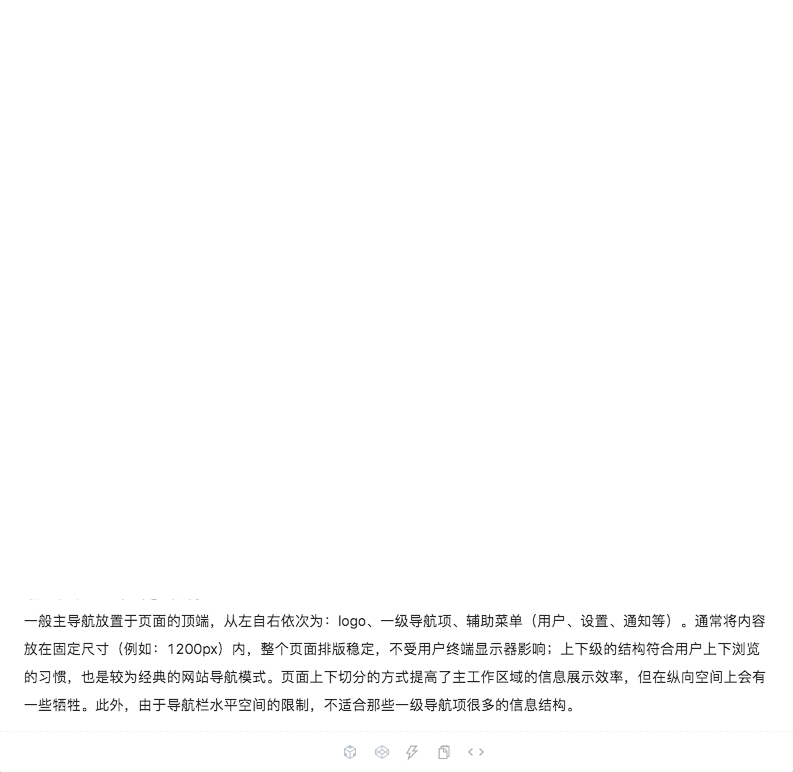 一般主导航放置于页面的顶端，从左自右依次为：logo、一级导航项、辅助菜单（用户、设置、通知等）。通常将内容
放在固定尺寸（例如：1200px）内，整个页面排版稳定，不受用户终端显示器影响；上下级的结构符合用户上下浏览
的习惯，也是较为经典的网站导航模式。页面上下切分的方式提高了主工作区域的信息展示效率，但在纵向空间上会有
一些牺牲。此外，由于导航栏水平空间的限制，不适合那些一级导航项很多的信息结构。